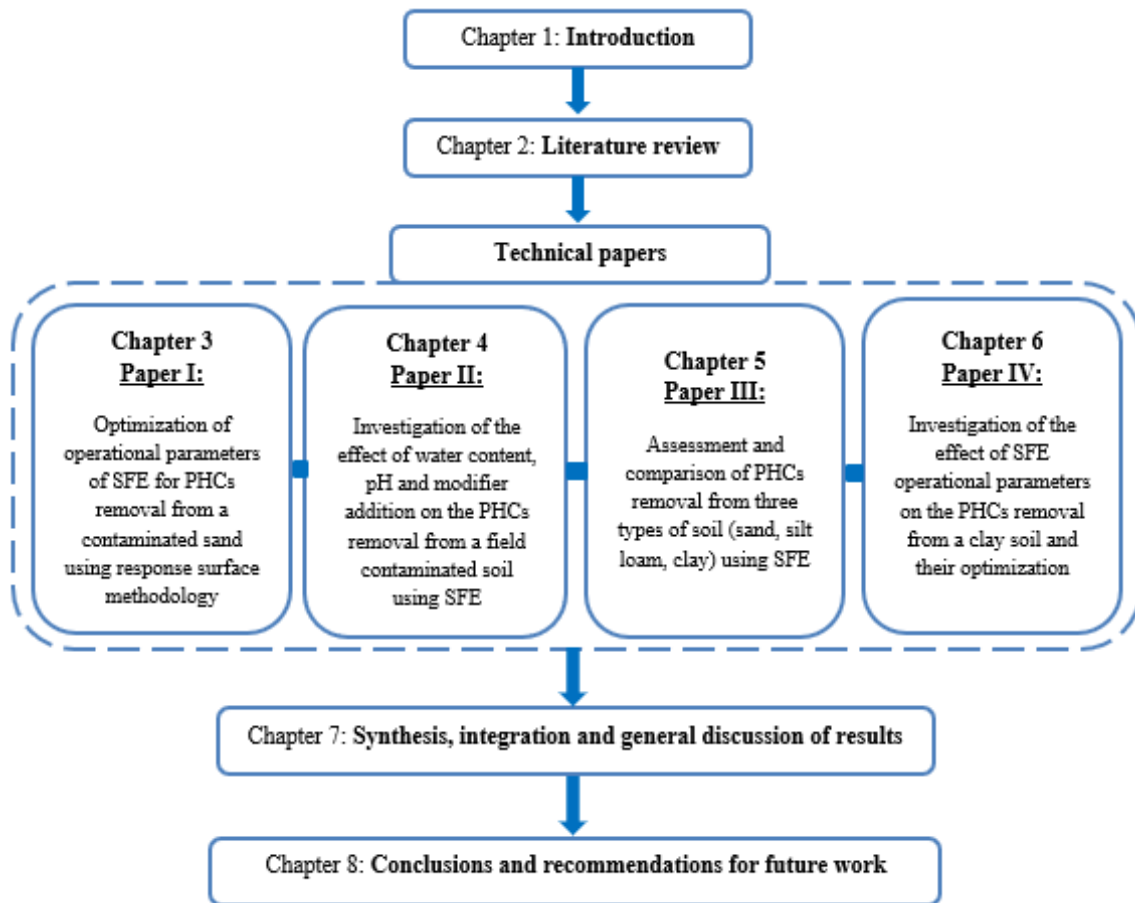 Chapter 1: Introduction
Chapter 2: Literature review
Technical papers
Chapter 3
Paper I:
Optimization of
operational parameters
of SFE for PHCs
removal from a
contaminated sand
using response surface
methodology
Chapter 4
Paper II:
Investigation of the
effect of water content,
pH and modifier
addition on the PHCs
removal from a field
contaminated soil
using SFE
Chapter 5
Paper III:
Assessment and
comparison of PHCs
removal from three
types of soil (sand, silt
loam, clay) using SFE
Chapter 6
Paper IV:
Investigation of the
effect of SFE
operational parameters
on the PHCs removal
from a clay soil and
their optimization
Chapter 7: Synthesis, integration and general discussion of results
Chapter 8: Conclusions and recommendations for future work